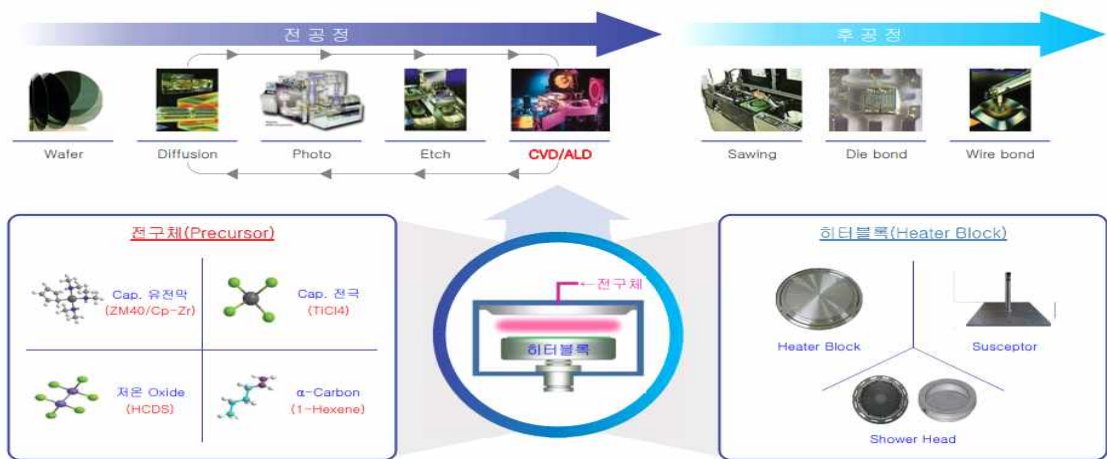 전공정
후공정
Wafer
Diffusion
Photo
Etch
CVD/ALD
Sawing
Die bond
Wire bond
전구체(Precursor)
Cap. 유전막
(ZM40/Cp-Zr)
Cap. 전극
(TiCl4)
저온 Oxide
(HCDS)
α-Carbon
(1-Hexene)
←전구체
히터블록
히터블록(Heater Block)
Heater Block
Susceptor
Shower Head